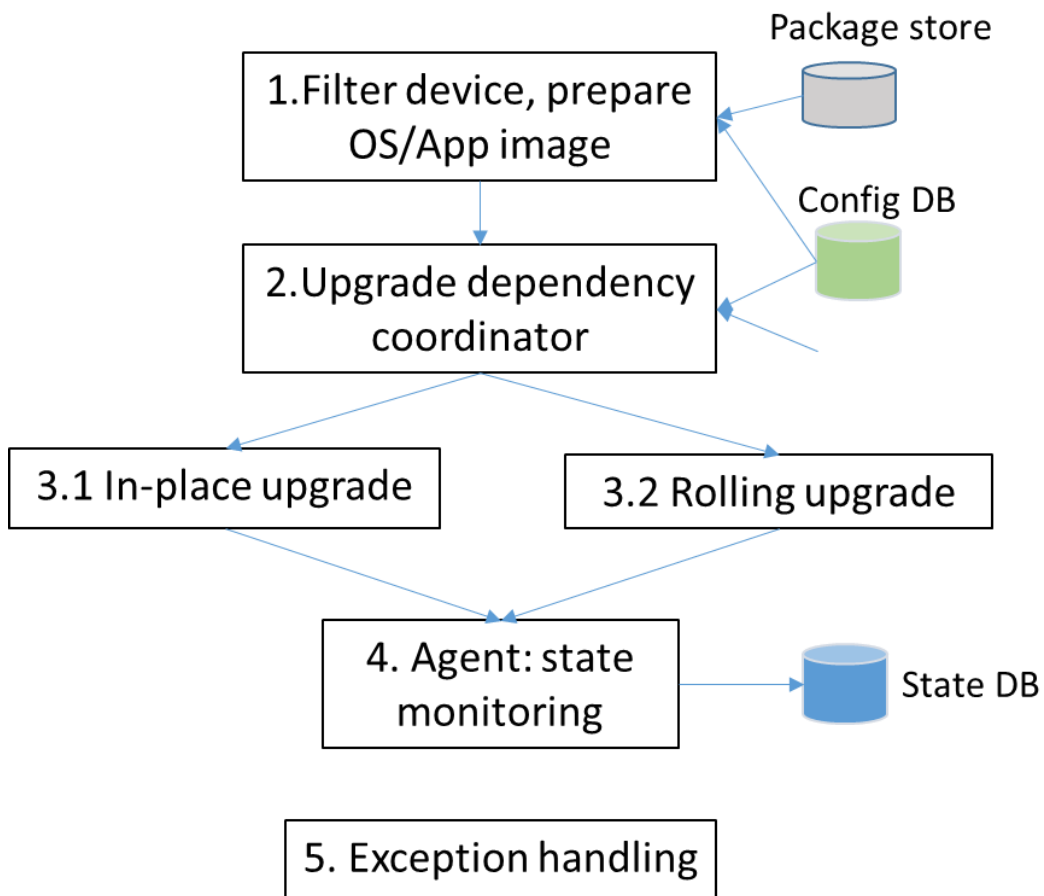 Package store
1.Filter device, prepare
OS/App image
Config DB
2.Upgrade dependency
coordinator
3.1 In-place upgrade
3.2 Rolling upgrade
4. Agent: state
monitoring
State DB
5. Exception handling